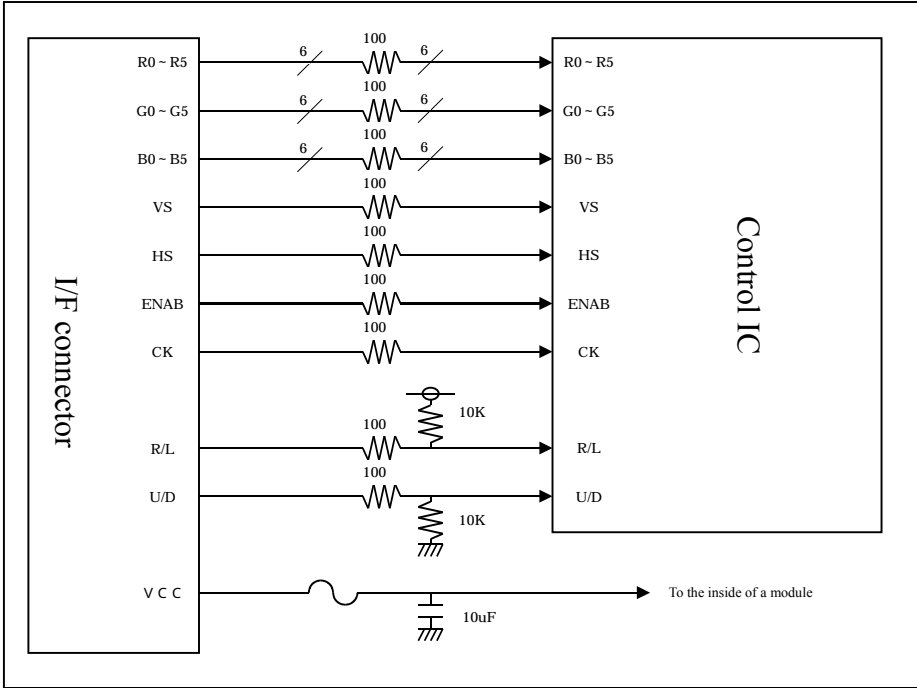 100
R0 ~ R5 6 6 R0 ~ R5
100
G0 ~ G5 6 6 G0 ~ G5
100
B0 ~ B5 6 6 B0 ~ B5
100
VS VS
100
HS HS
100
ENAB ENAB
100
CK CK
I/F connector
Control IC
10K
100
R/L R/L
100
U/D U/D
10K
VCC To the inside of a module
10uF